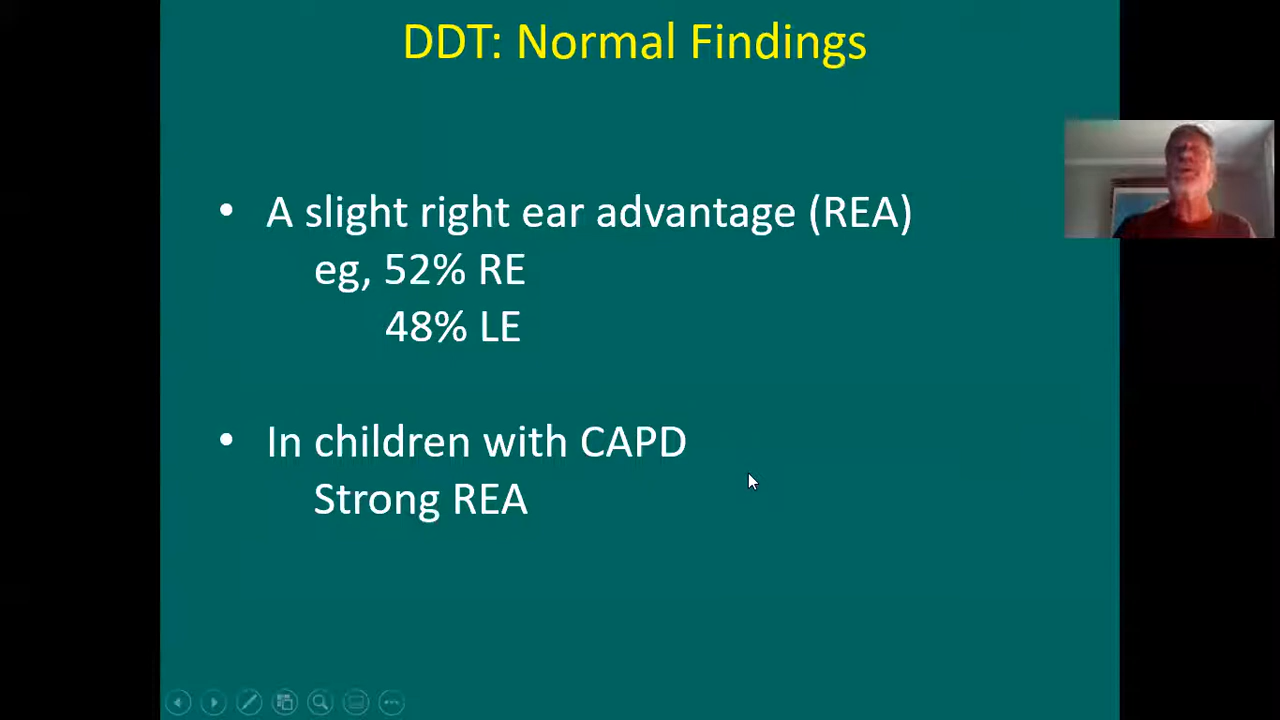 DDT: Normal Findings
• A slight right ear advantage (REA)
eg, 52% RE
48% LE
• In children with CAPD
Strong REA